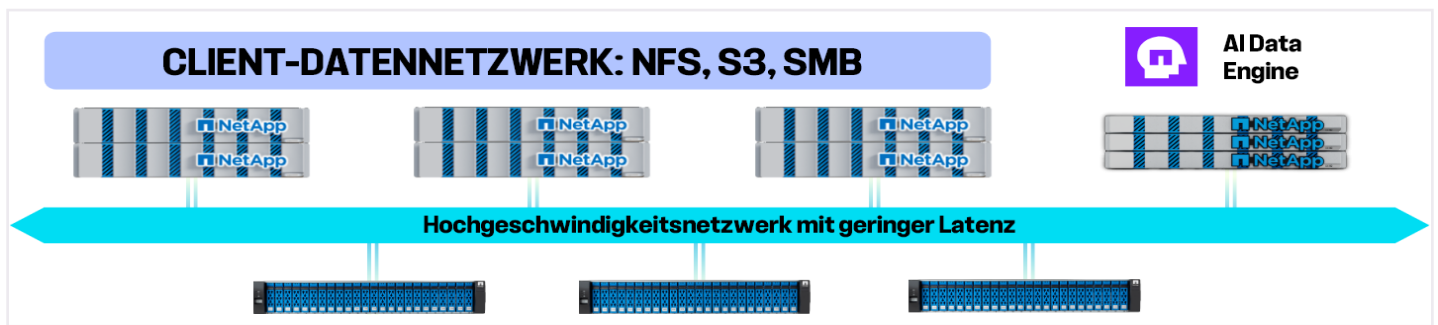 CLIENT-DATENNETZWERK: NFS, S3, SMB
AI Data
Engine
NetApp
NetApp
NetApp
NetApp
NetApp
NetApp
NetApp
NetApp
NetApp
Hochgeschwindigkeitsnetzwerk mit geringer Latenz